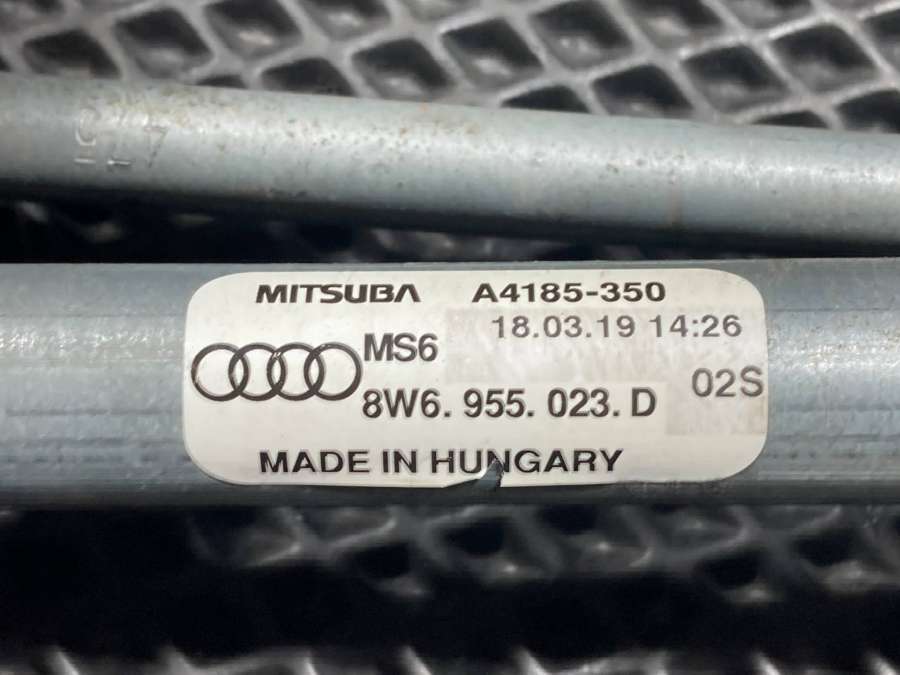 MITSUBA A4185-350
18.03.19 14:26
MS6
02S
8W6. 955. 023. D
MADE IN HUNGARY